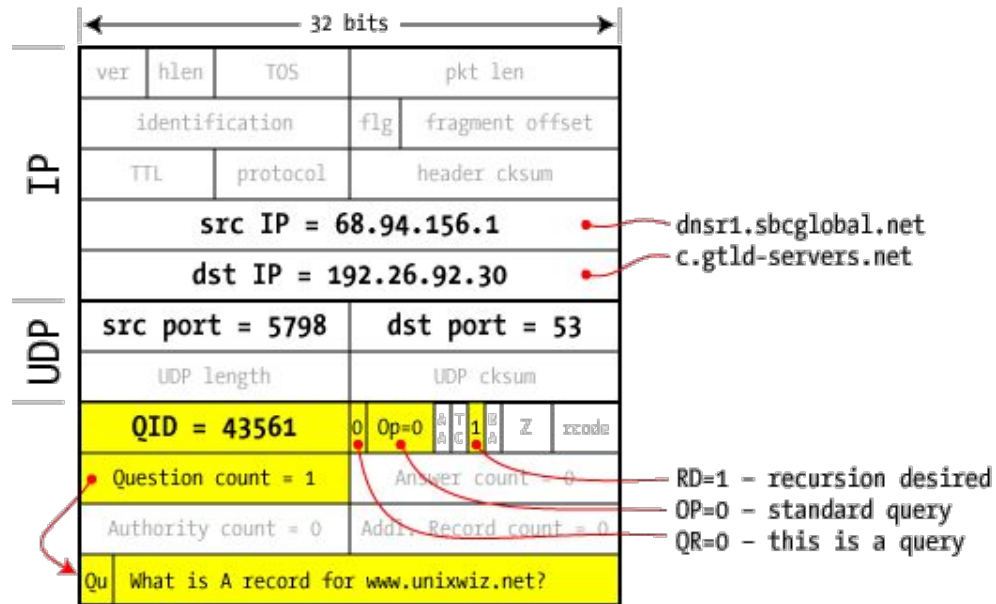 32 bits
IP
ver hlen TOS pkt len
identification flg fragment offset
TTL protocol header cksum
src IP = 68.94.156.1
dnsr1.sbcglobal.net
dst IP = 192.26.92.30
c.gtld-servers.net
UDP
src port = 5798 dst port = 53
UDP length UDP cksum
QID = 43561 0 Op=0 AA TC 1 RA Z rcode
Question count = 1 Answer count = 0
RD=1 – recursion desired
OP=0 – standard query
QR=0 – this is a query
Authority count = 0 Addl. Record count = 0
Qu What is A record for www.unixwiz.net?